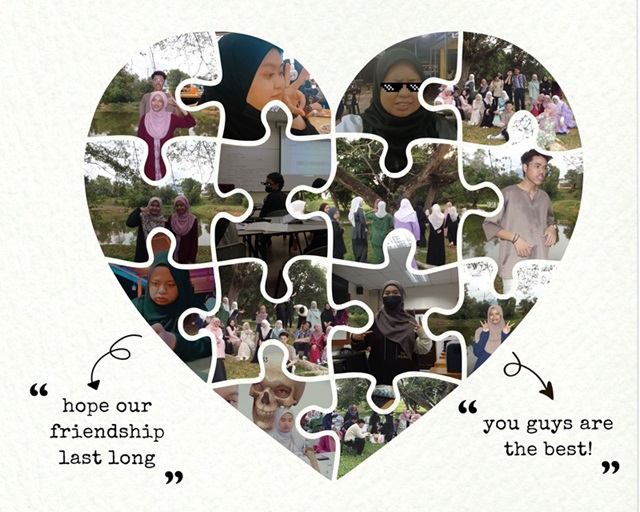 “ hope our
friendship
last long „
“ you guys are
the best! „